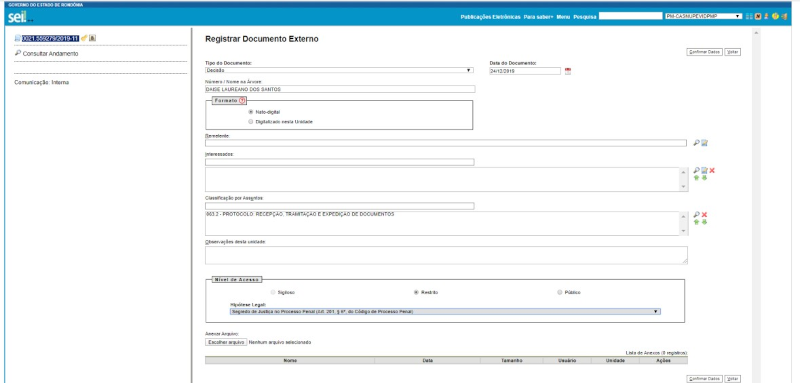 GOVERNO DO ESTADO DE RONDÔNIA
sei!
Publicações Eletrônicas Para saber+ Menu Pesquisa PM-CASNUPEVIDPMP
0021.559279/2019-11
Consultar Andamento
Comunicação: Interna
Registrar Documento Externo
Confirmar Dados Voltar
Tipo do Documento: Data do Documento:
Decisão 24/12/2019
Número / Nome na Árvore:
DAISE LAUREANO DOS SANTOS
Formato
Nato-digital
Digitalizado nesta Unidade
Remetente:
Interessados:
Classificação por Assuntos:
063.2 - PROTOCOLO: RECEPÇÃO, TRAMITAÇÃO E EXPEDIÇÃO DE DOCUMENTOS
Observações desta unidade:
Nível de Acesso
Sigiloso Restrito Público
Hipótese Legal:
Segredo de Justiça no Processo Penal (Art. 201, § 6º, do Código de Processo Penal)
Anexar Arquivo:
Escolher arquivo Nenhum arquivo selecionado
Lista de Anexos (0 registros)
Nome Data Tamanho Usuário Unidade Ações
Confirmar Dados Voltar